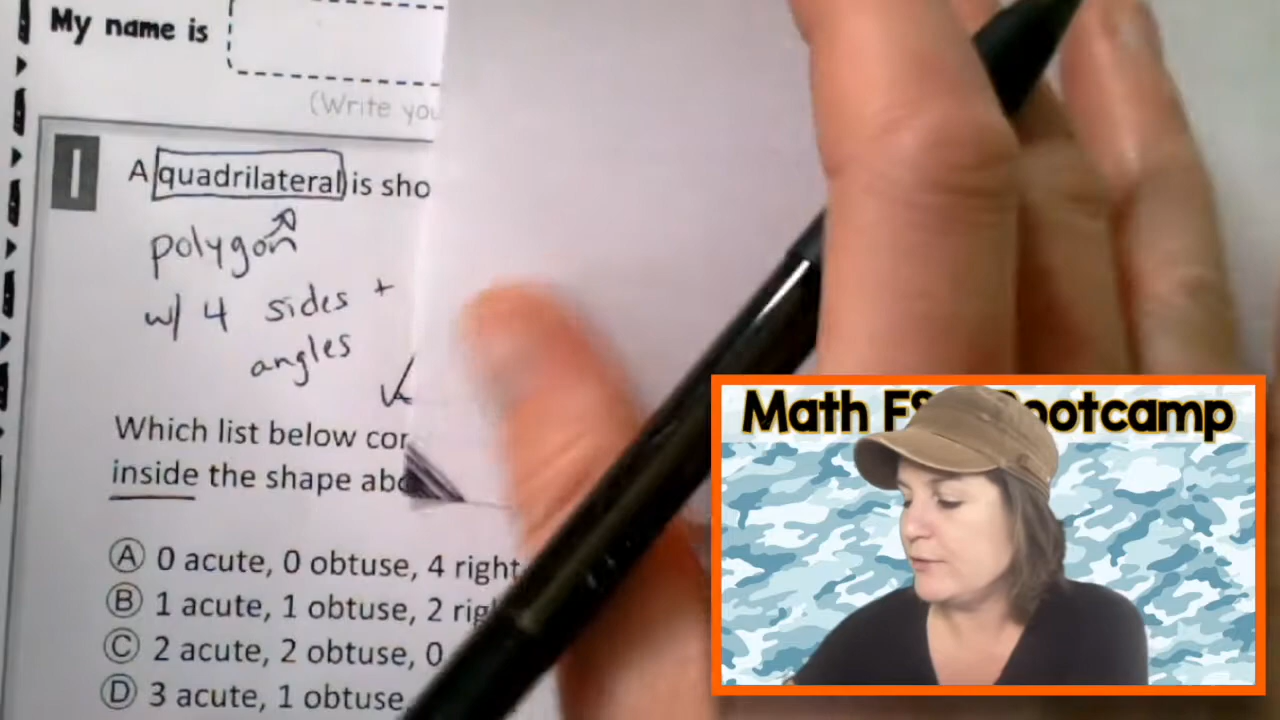 My name is
(Write you
1
A quadrilateral is sho
polygon
w/ 4 sides +
angles
Which list below cor
inside the shape abo
A 0 acute, 0 obtuse, 4 right
B 1 acute, 1 obtuse, 2 rig
C 2 acute, 2 obtuse, 0
D 3 acute, 1 obtuse,
Math FS Bootcamp